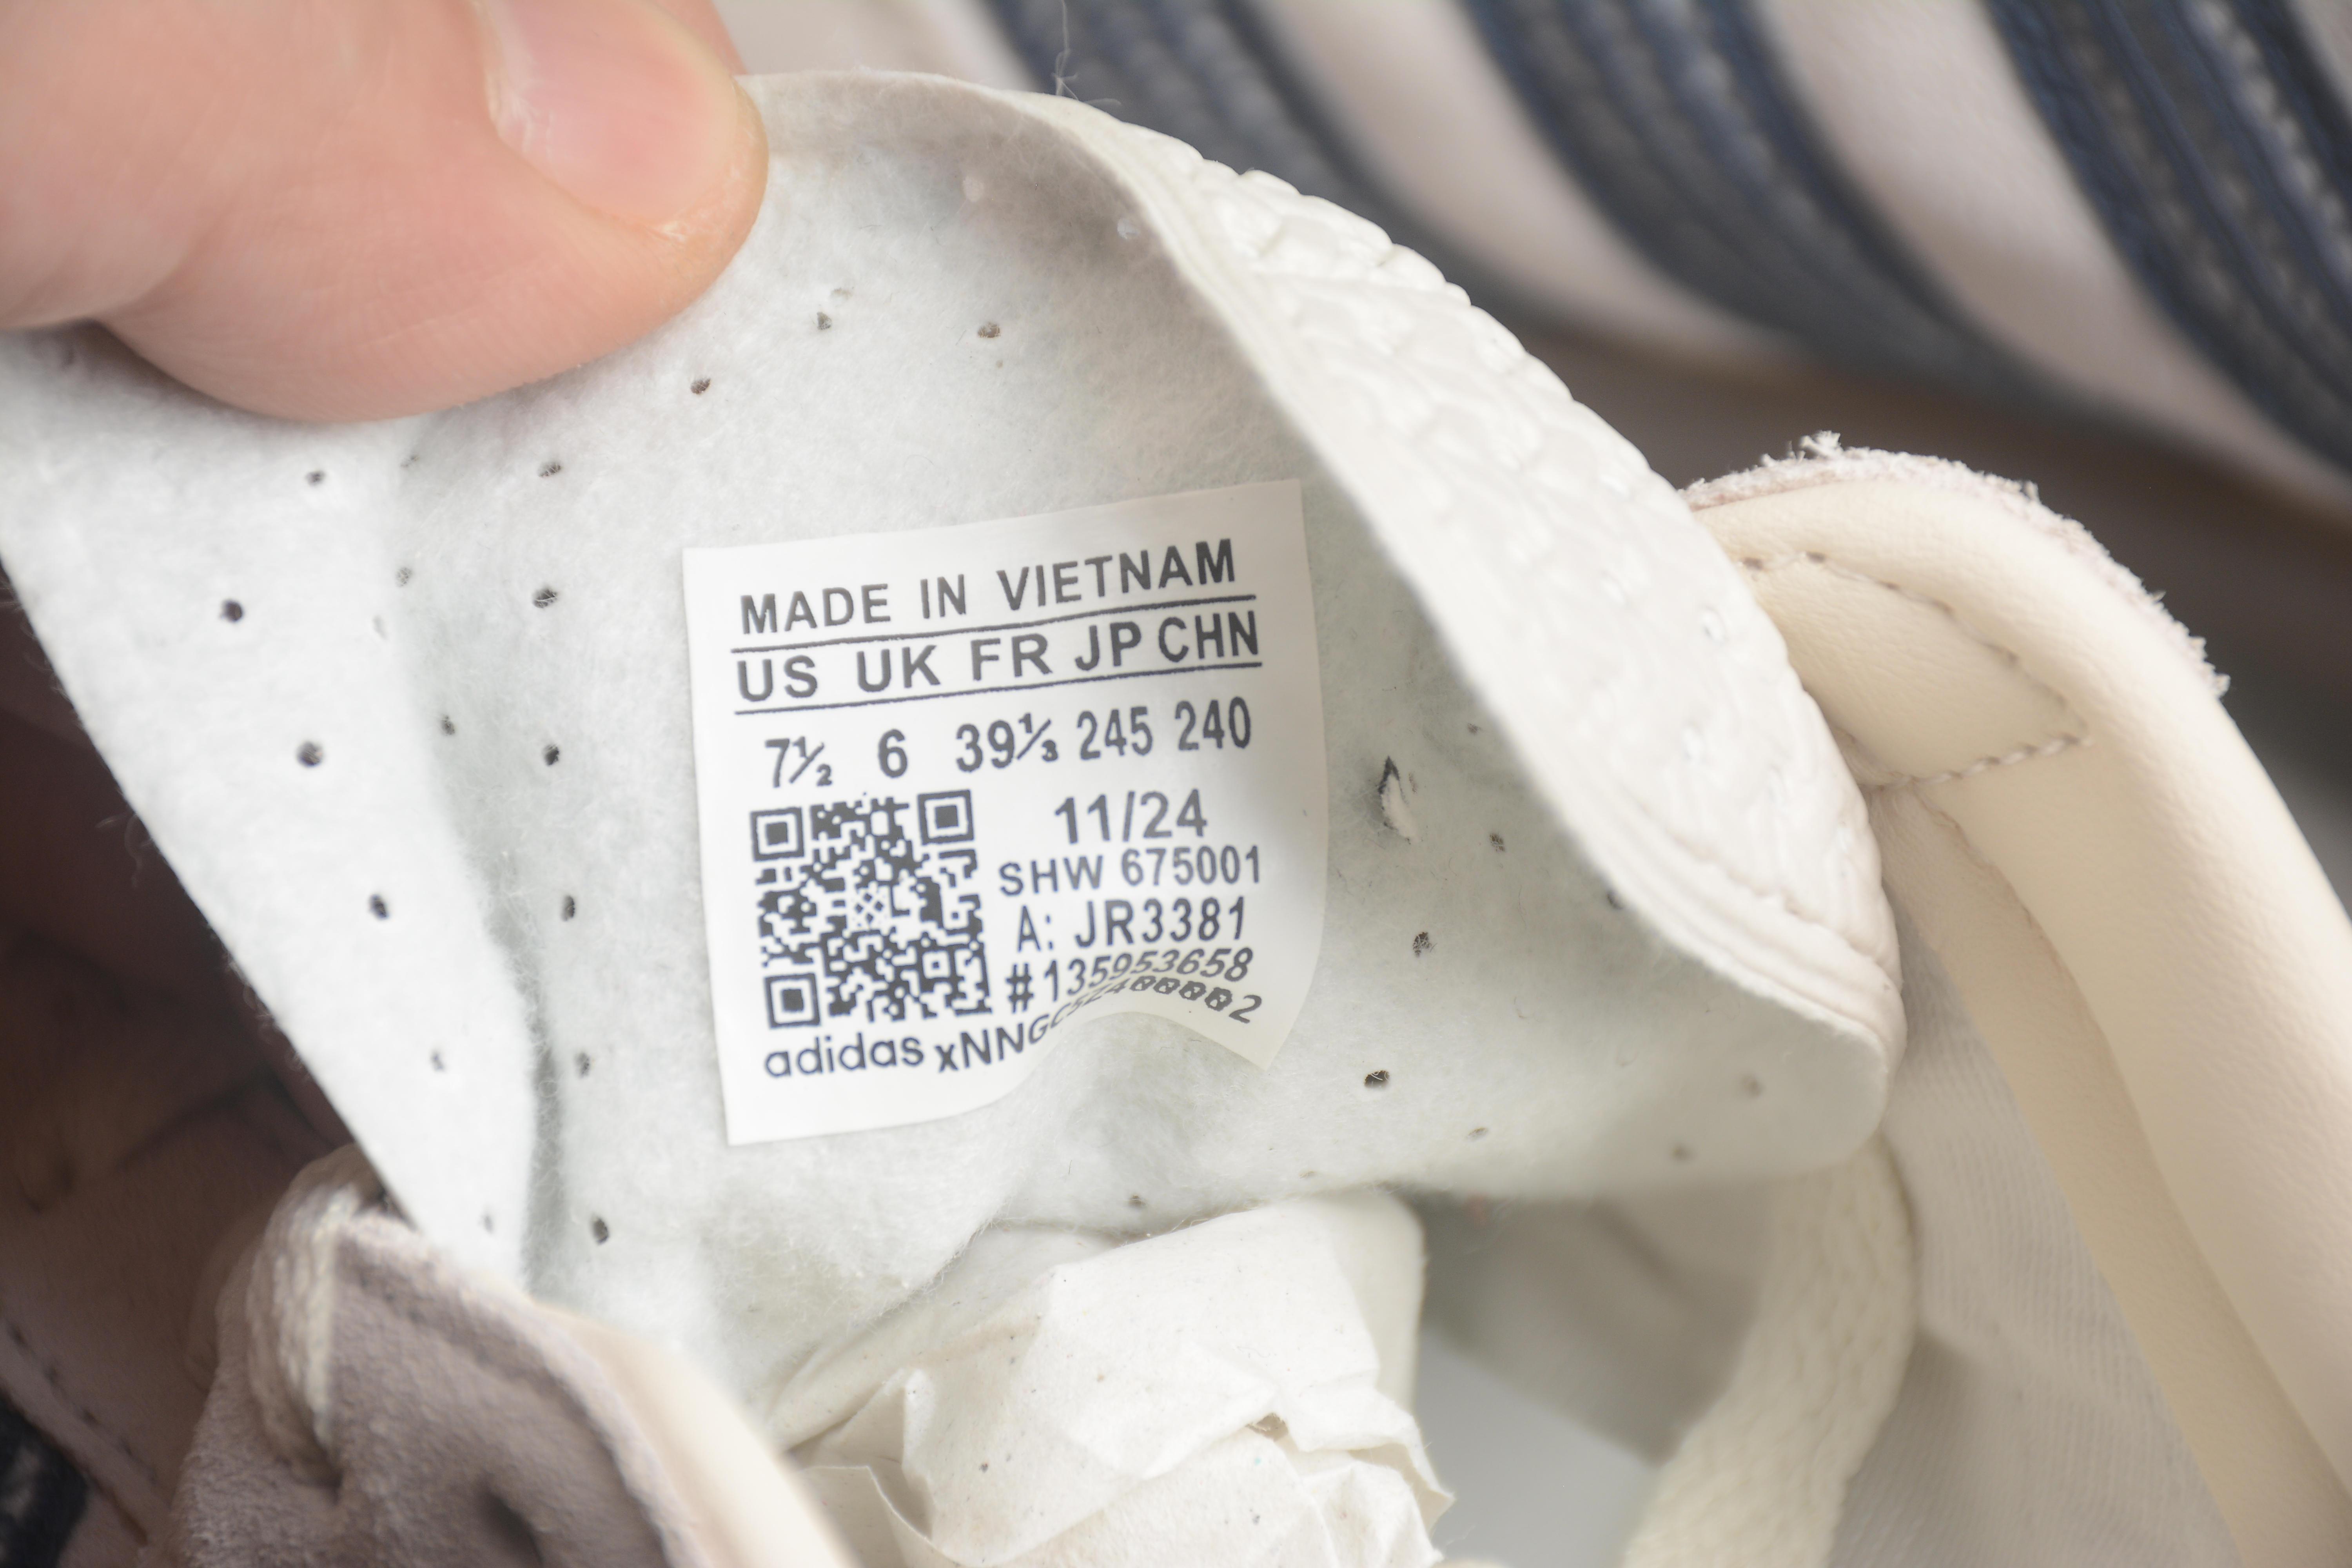 MADE IN VIETNAM
US UK FR JP CHN
7½ 6 39⅓ 245 240
11/24
SHW 675001
A: JR3381
#135953658
adidas